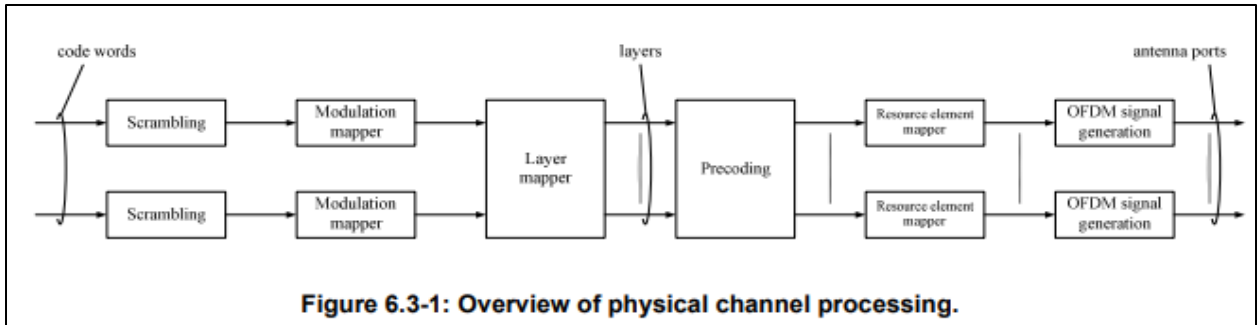 code words
layers
antenna ports
Scrambling
Modulation
mapper
Layer
mapper
Precoding
Resource element
mapper
OFDM signal
generation
Scrambling
Modulation
mapper
Resource element
mapper
OFDM signal
generation
Figure 6.3-1: Overview of physical channel processing.